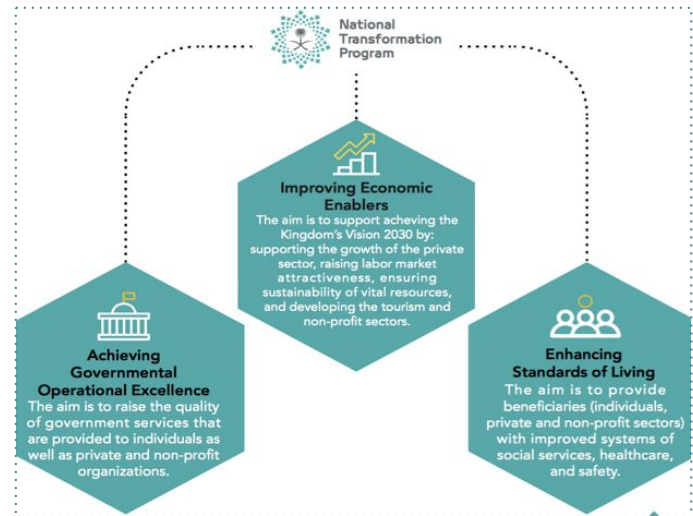 National
Transformation
Program
Improving Economic
Enablers
The aim is to support acheving the
Kingdom's Vision 2030 by:
supporting the growth of the private
sector, raising labor market
attractiveness, ensuring
sustainability of vital resources,
and developing the tourism and
non-profit sectors.
Achieving
Governmental
Operational Excellence
The aim is to raise the quality
of government services that
are provided to individuals as
well as private and non-profit
organizations.
Enhancing
Standards of Living
The aim is to provide
beneficiaries (individuals,
private and non-profit sectors)
with improved systems of
social services, healthcare,
and safety.